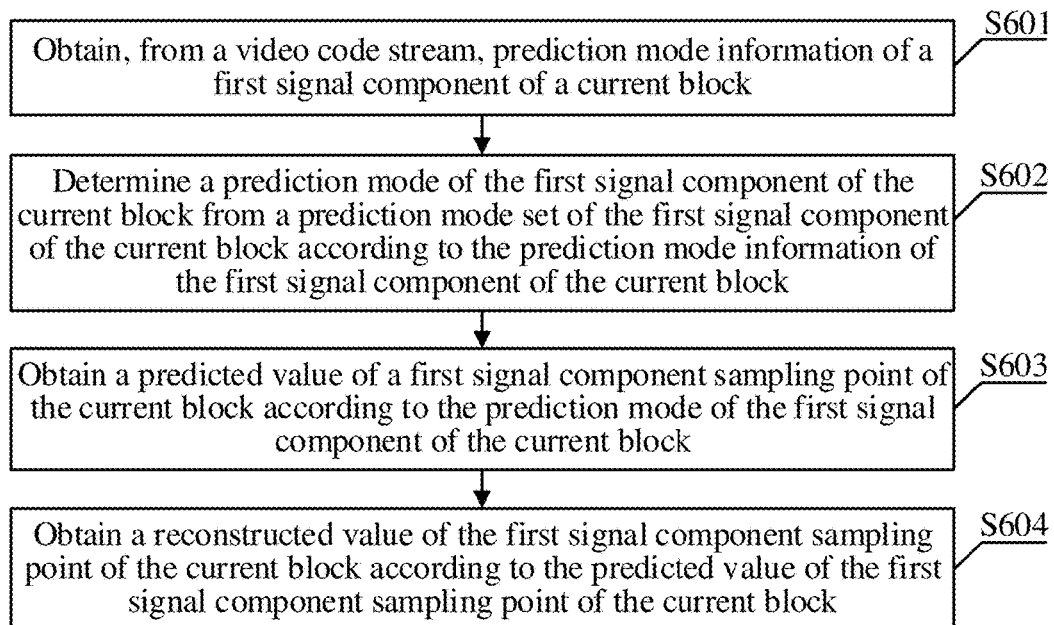 S601
Obtain, from a video code stream, prediction mode information of a
first signal component of a current block
S602
Determine a prediction mode of the first signal component of the
current block from a prediction mode set of the first signal component
of the current block according to the prediction mode information of
the first signal component of the current block
S603
Obtain a predicted value of a first signal component sampling point of
the current block according to the prediction mode of the first signal
component of the current block
S604
Obtain a reconstructed value of the first signal component sampling
point of the current block according to the predicted value of the first
signal component sampling point of the current block